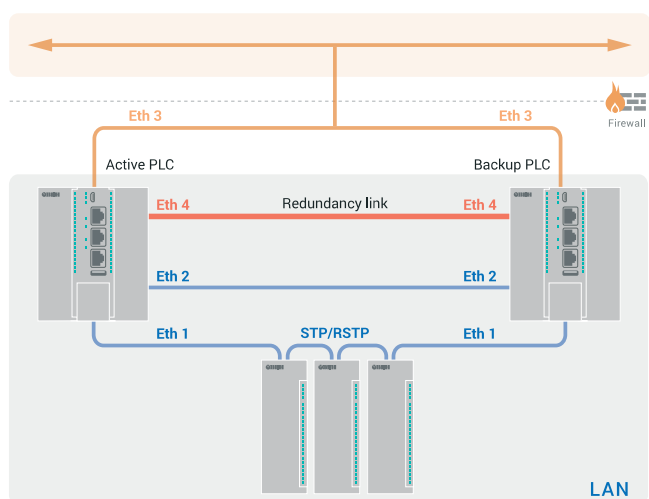 Eth 3
Eth 3
Firewall
Active PLC
Backup PLC
Eth 4
Redundancy link
Eth 4
Eth 2
Eth 2
Eth 1
STP/RSTP
Eth 1
LAN